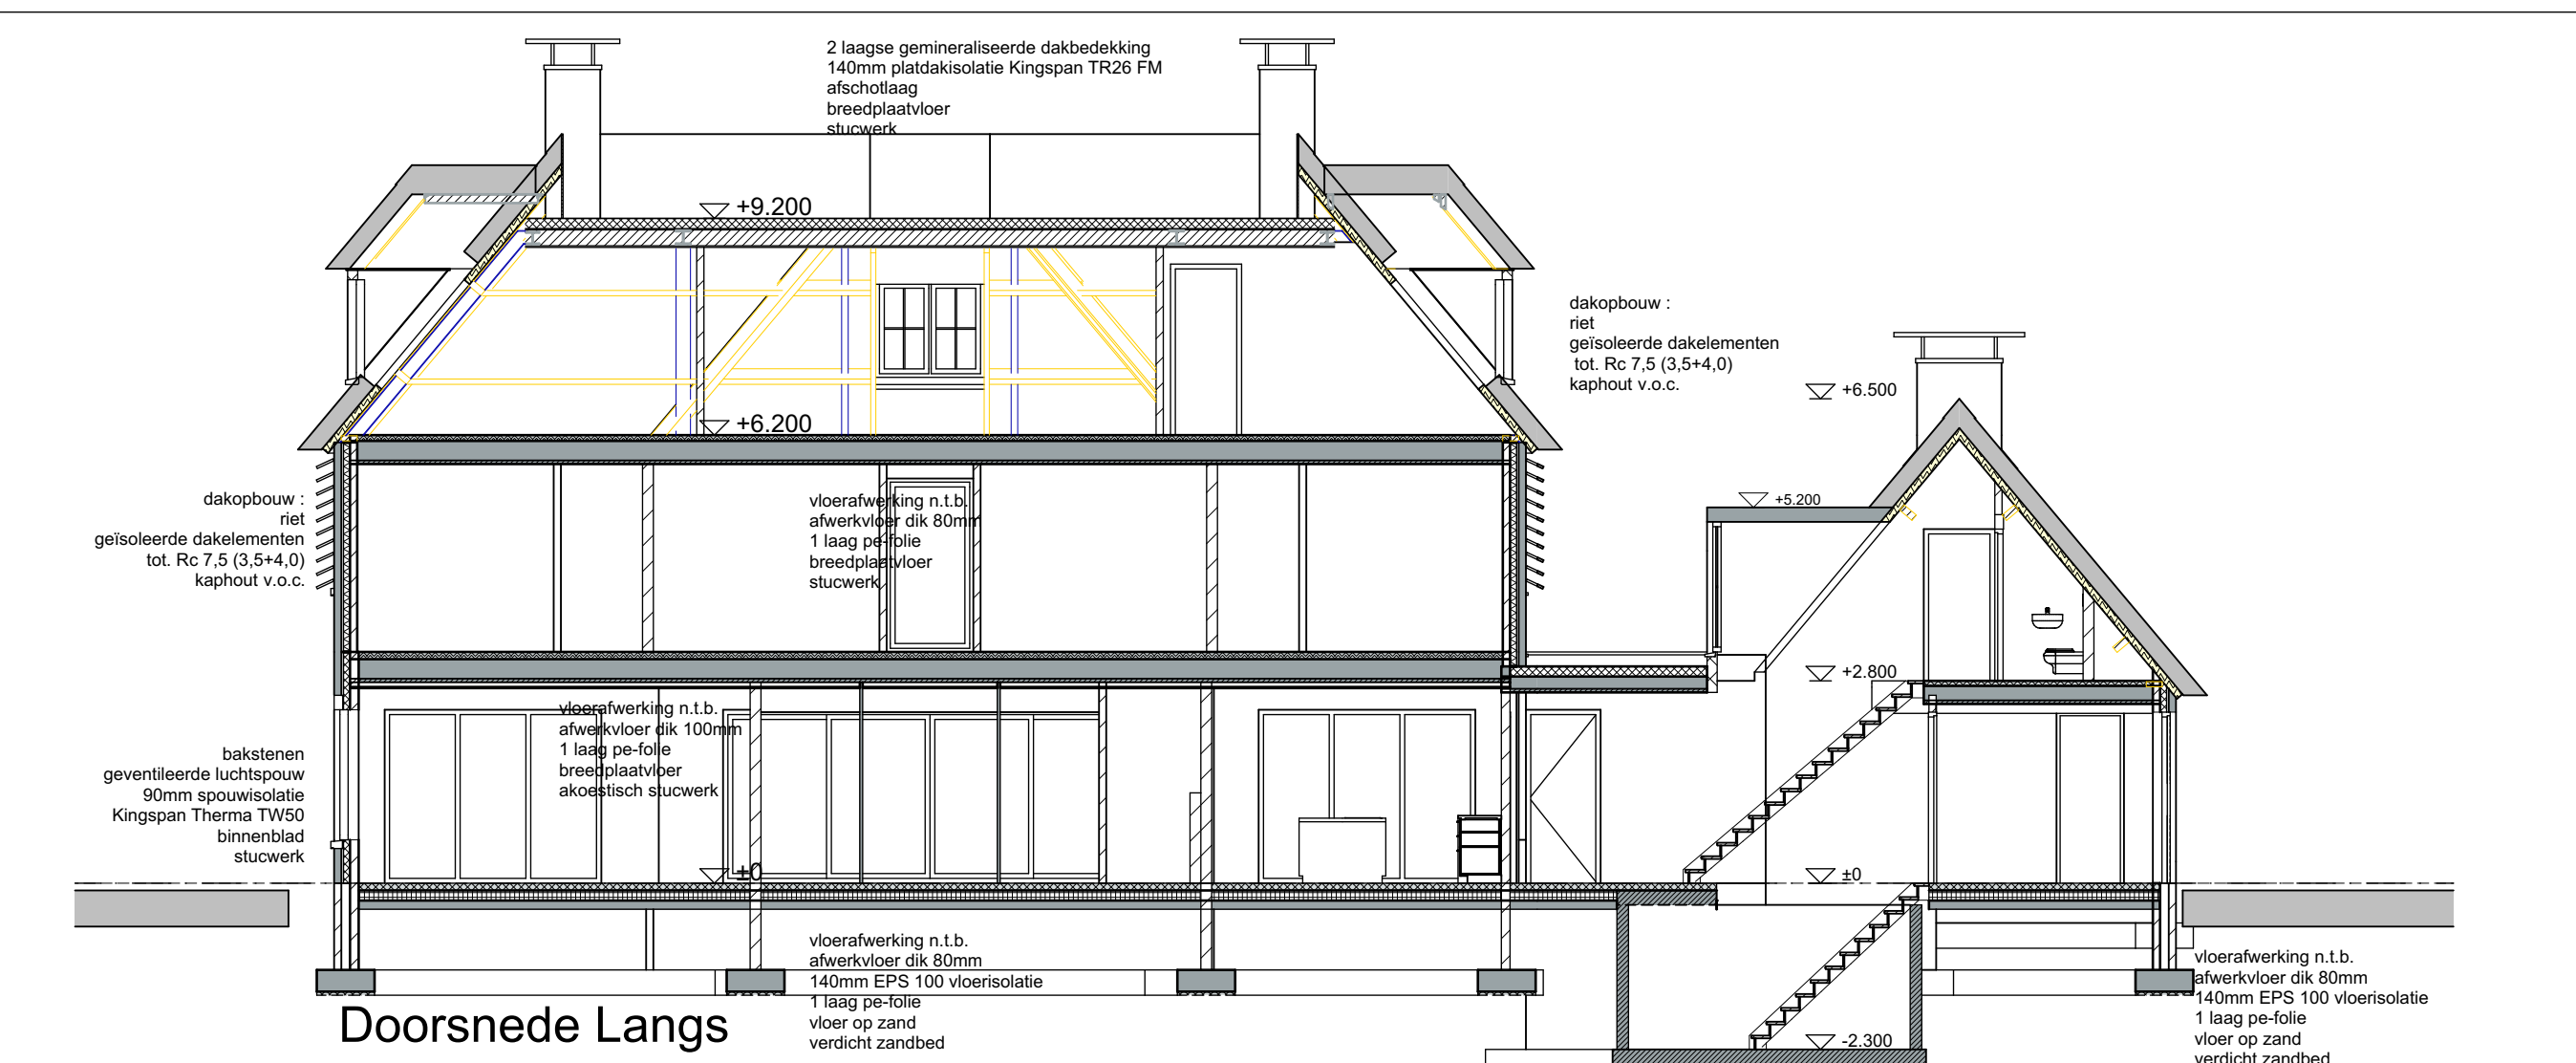 2 laagse gemineraliseerde dakbedekking
140mm platdakisolatie Kingspan TR26 FM
afschotlaag
breedplaatvloer
stucwerk
+9.200
dakopbouw :
riet
geïsoleerde dakelementen
tot. Rc 7,5 (3,5+4,0)
kaphout v.o.c.
+6.500
+6.200
dakopbouw :
riet
geïsoleerde dakelementen
tot. Rc 7,5 (3,5+4,0)
kaphout v.o.c.
vloerafwerking n.t.b.
afwerkvloer dik 80mm
1 laag pe-folie
breedplaatvloer
stucwerk
+5.200
+2.800
vloerafwerking n.t.b.
afwerkvloer dik 100mm
1 laag pe-folie
breedplaatvloer
akoestisch stucwerk
bakstenen
geventileerde luchtspouw
90mm spouwisolatie
Kingspan Therma TW50
binnenblad
stucwerk
±0
±0
vloerafwerking n.t.b.
afwerkvloer dik 80mm
140mm EPS 100 vloerisolatie
1 laag pe-folie
vloer op zand
verdicht zandbed
-2.300
vloerafwerking n.t.b.
afwerkvloer dik 80mm
140mm EPS 100 vloerisolatie
1 laag pe-folie
vloer op zand
verdicht zandbed
Doorsnede Langs